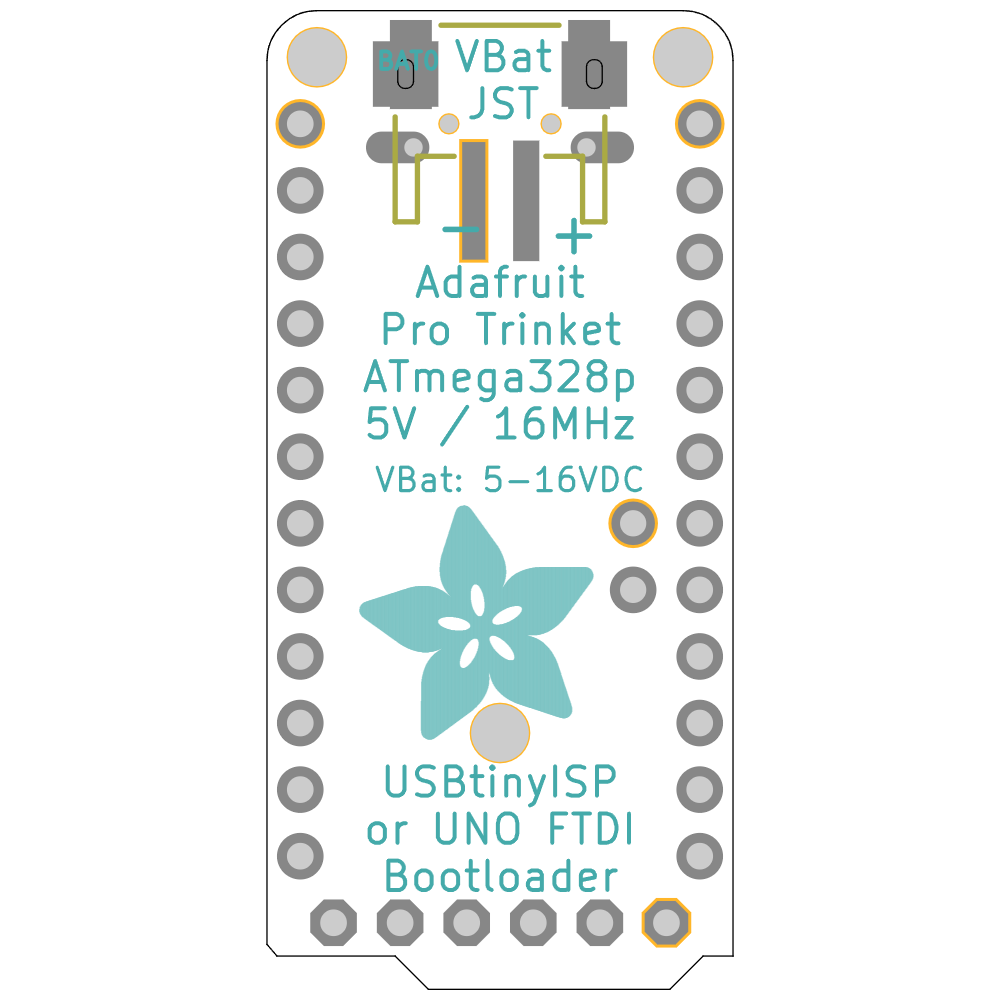 BAT0
VBat
JST
- +
Adafruit
Pro Trinket
ATmega328p
5V / 16MHz
VBat: 5-16VDC
USBtinyISP
or UNO FTDI
Bootloader